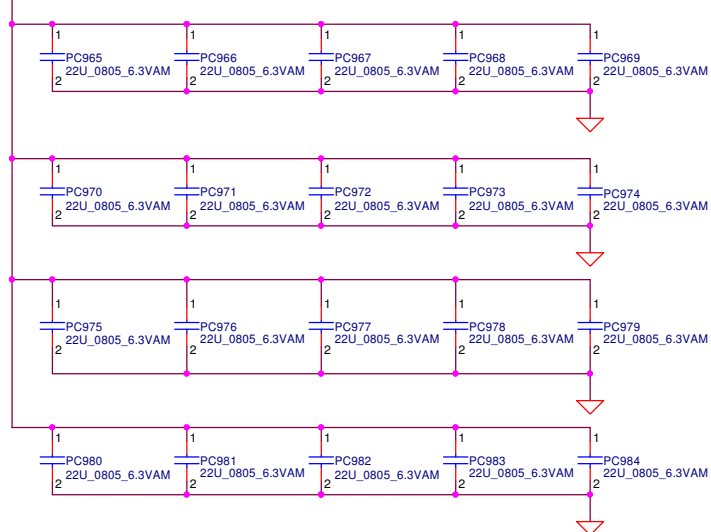 1 1 1 1 1
PC965 PC966 PC967 PC968 PC969
22U_0805_6.3VAM 22U_0805_6.3VAM 22U_0805_6.3VAM 22U_0805_6.3VAM 22U_0805_6.3VAM
2 2 2 2 2
1 1 1 1 1
PC970 PC971 PC972 PC973 PC974
22U_0805_6.3VAM 22U_0805_6.3VAM 22U_0805_6.3VAM 22U_0805_6.3VAM 22U_0805_6.3VAM
2 2 2 2 2
1 1 1 1 1
PC975 PC976 PC977 PC978 PC979
22U_0805_6.3VAM 22U_0805_6.3VAM 22U_0805_6.3VAM 22U_0805_6.3VAM 22U_0805_6.3VAM
2 2 2 2 2
1 1 1 1 1
PC980 PC981 PC982 PC983 PC984
22U_0805_6.3VAM 22U_0805_6.3VAM 22U_0805_6.3VAM 22U_0805_6.3VAM 22U_0805_6.3VAM
2 2 2 2 2